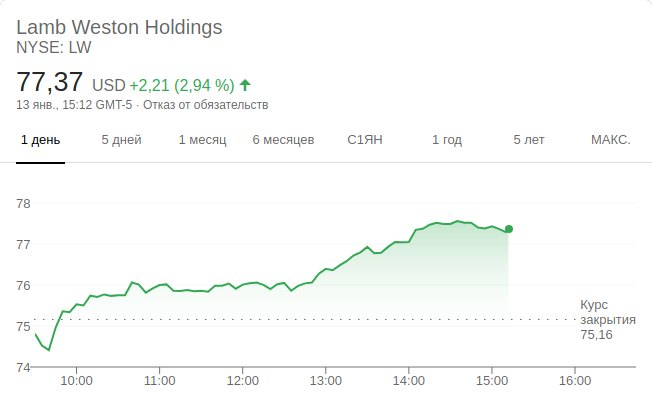 Lamb Weston Holdings
NYSE: LW
77,37 USD +2,21 (2,94 %)
13 янв., 15:12 GMT-5 · Отказ от обязательств
1 день 5 дней 1 месяц 6 месяцев С1ЯН 1 год 5 лет МАКС.
78
77
76
75
74
Курс
закрытия
75,16
10:00 11:00 12:00 13:00 14:00 15:00 16:00